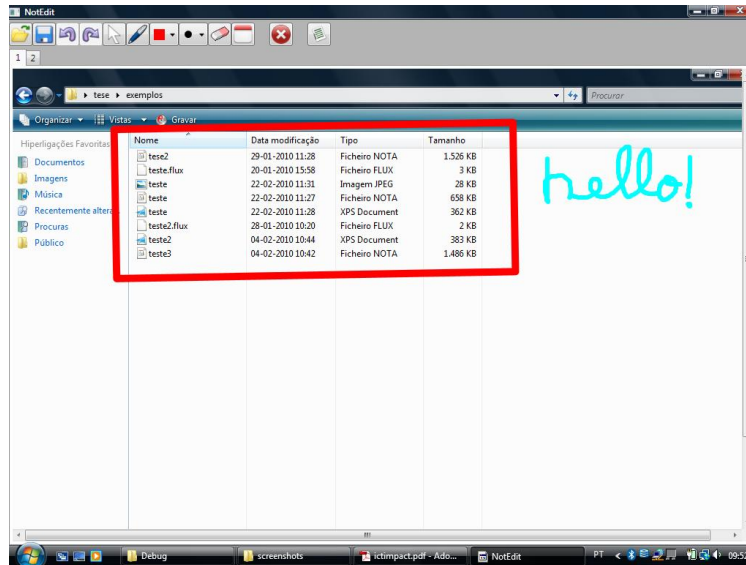 NotEdit
1 2
tese exemplos Procurar
Organizar Vistas Gravar
Hiperligações Favoritas Nome Data modificação Tipo Tamanho
Documentos tese2 29-01-2010 11:28 Ficheiro NOTA 1.526 KB
teste.flux 20-01-2010 15:58 Ficheiro FLUX 3 KB
Imagens teste 22-02-2010 11:31 Imagem JPEG 28 KB
Música teste 22-02-2010 11:27 Ficheiro NOTA 658 KB
Recentemente altera... teste 22-02-2010 11:28 XPS Document 362 KB
Procuras teste2.flux 28-01-2010 10:20 Ficheiro FLUX 2 KB
Público teste2 04-02-2010 10:44 XPS Document 383 KB
teste3 04-02-2010 10:42 Ficheiro NOTA 1.486 KB
hello!
Debug screenshots ictimpact.pdf - Ado... NotEdit PT 09:52